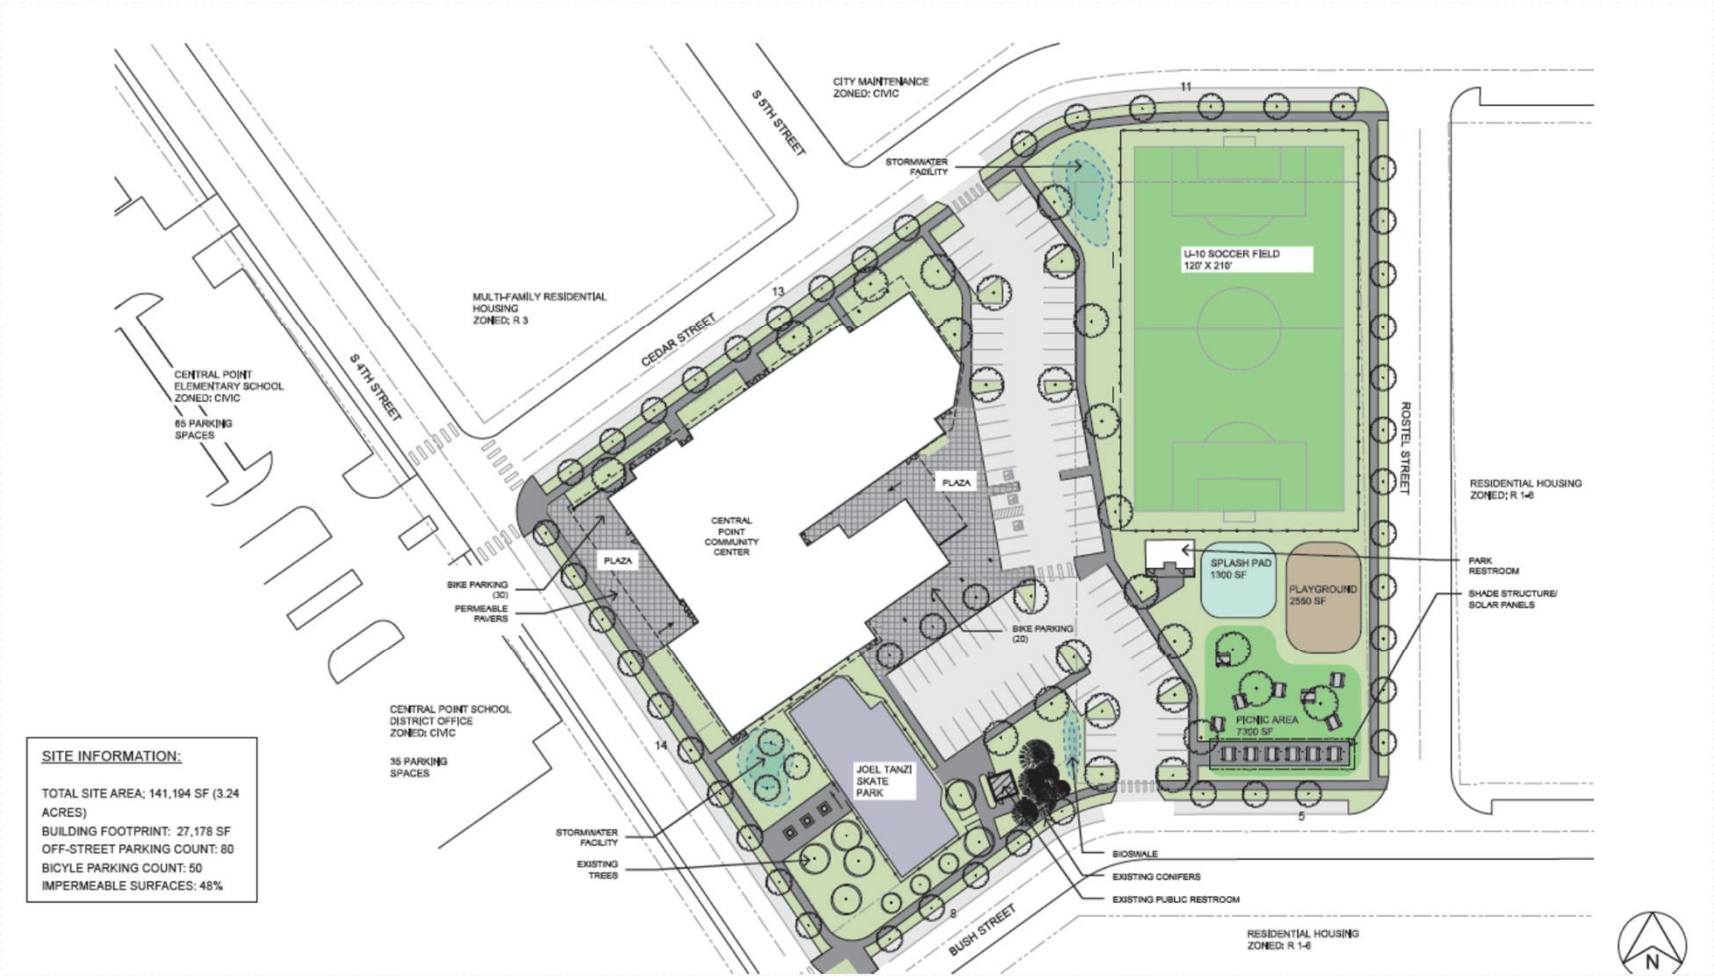 CITY MAINTENANCE
ZONED: CIVIC
S 5TH STREET
11
STORMWATER
FACILITY
U-10 SOCCER FIELD
120' X 210'
MULTI-FAMILY RESIDENTIAL
HOUSING
ZONED; R 3
13
CEDAR STREET
S 4TH STREET
CENTRAL POINT
ELEMENTARY SCHOOL
ZONED: CIVIC
65 PARKING
SPACES
ROSTEL STREET
RESIDENTIAL HOUSING
ZONED; R 1-6
PLAZA
CENTRAL
POINT
COMMUNITY
CENTER
PLAZA
BIKE PARKING
(30)
PERMEABLE
PAVERS
BIKE PARKING
(20)
SPLASH PAD
1300 SF
PLAYGROUND
2550 SF
PARK
RESTROOM
SHADE STRUCTURE/
SOLAR PANELS
PICNIC AREA
7300 SF
CENTRAL POINT SCHOOL
DISTRICT OFFICE
ZONED: CIVIC
35 PARKING
SPACES
14
JOEL TANZI
SKATE
PARK
STORMWATER
FACILITY
EXISTING
TREES
5
BIOSWALE
EXISTING CONIFERS
EXISTING PUBLIC RESTROOM
8
BUSH STREET
RESIDENTIAL HOUSING
ZONED: R 1-6
SITE INFORMATION:
TOTAL SITE AREA; 141,194 SF (3.24
ACRES)
BUILDING FOOTPRINT: 27,178 SF
OFF-STREET PARKING COUNT: 80
BICYLE PARKING COUNT: 50
IMPERMEABLE SURFACES: 48%
N